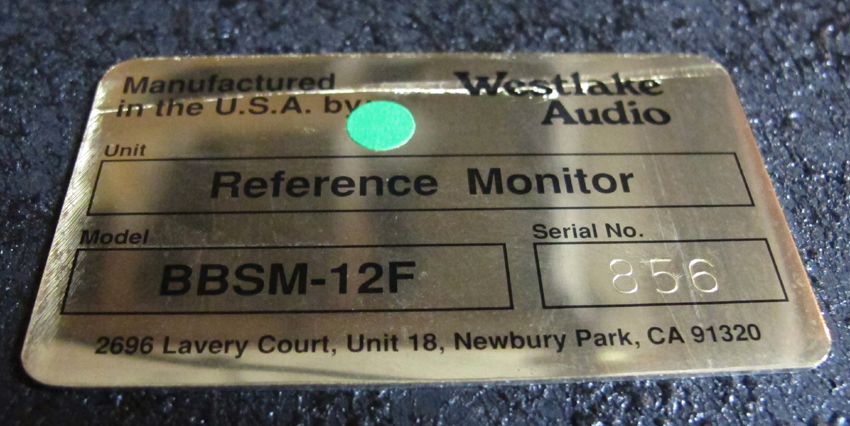 Manufactured
in the U.S.A. by:
Westlake
Audio
Unit
Reference Monitor
Model
BBSM-12F
Serial No.
856
2696 Lavery Court, Unit 18, Newbury Park, CA 91320